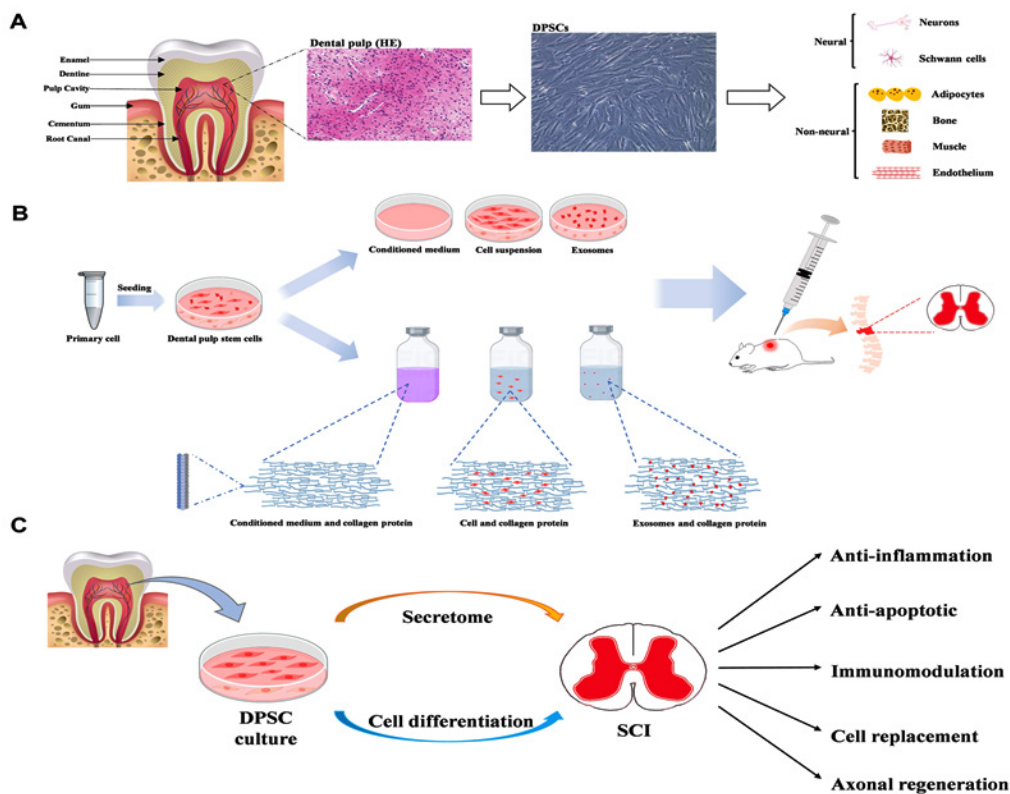 A
Enamel
Dentine
Pulp Cavity
Gum
Cementum
Root Canal
Dental pulp (HE)
DPSCs
Neural
Neurons
Schwann cells
Non-neural
Adipocytes
Bone
Muscle
Endothelium
B
Primary cell
Seeding
Dental pulp stem cells
Conditioned medium
Cell suspension
Exosomes
Conditioned medium and collagen protein
Cell and collagen protein
Exosomes and collagen protein
C
DPSC
culture
Secretome
Cell differentiation
SCI
Anti-inflammation
Anti-apoptotic
Immunomodulation
Cell replacement
Axonal regeneration